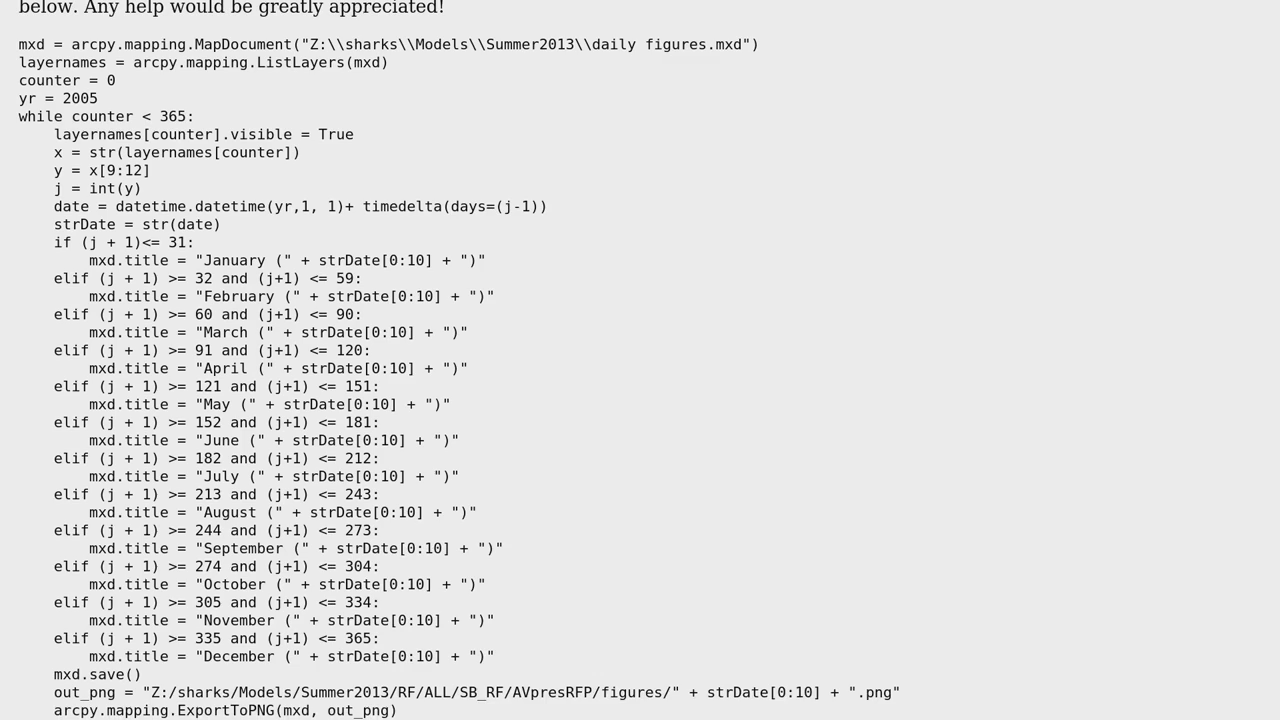 below. Any help would be greatly appreciated!
mxd = arcpy.mapping.MapDocument("Z:\\sharks\\Models\\Summer2013\\daily figures.mxd")
layernames = arcpy.mapping.ListLayers(mxd)
counter = 0
yr = 2005
while counter < 365:
    layernames[counter].visible = True
    x = str(layernames[counter])
    y = x[9:12]
    j = int(y)
    date = datetime.datetime(yr,1, 1)+ timedelta(days=(j-1))
    strDate = str(date)
    if (j + 1)<= 31:
        mxd.title = "January (" + strDate[0:10] + ")"
    elif (j + 1) >= 32 and (j+1) <= 59:
        mxd.title = "February (" + strDate[0:10] + ")"
    elif (j + 1) >= 60 and (j+1) <= 90:
        mxd.title = "March (" + strDate[0:10] + ")"
    elif (j + 1) >= 91 and (j+1) <= 120:
        mxd.title = "April (" + strDate[0:10] + ")"
    elif (j + 1) >= 121 and (j+1) <= 151:
        mxd.title = "May (" + strDate[0:10] + ")"
    elif (j + 1) >= 152 and (j+1) <= 181:
        mxd.title = "June (" + strDate[0:10] + ")"
    elif (j + 1) >= 182 and (j+1) <= 212:
        mxd.title = "July (" + strDate[0:10] + ")"
    elif (j + 1) >= 213 and (j+1) <= 243:
        mxd.title = "August (" + strDate[0:10] + ")"
    elif (j + 1) >= 244 and (j+1) <= 273:
        mxd.title = "September (" + strDate[0:10] + ")"
    elif (j + 1) >= 274 and (j+1) <= 304:
        mxd.title = "October (" + strDate[0:10] + ")"
    elif (j + 1) >= 305 and (j+1) <= 334:
        mxd.title = "November (" + strDate[0:10] + ")"
    elif (j + 1) >= 335 and (j+1) <= 365:
        mxd.title = "December (" + strDate[0:10] + ")"
    mxd.save()
    out_png = "Z:/sharks/Models/Summer2013/RF/ALL/SB_RF/AVpresRFP/figures/" + strDate[0:10] + ".png"
    arcpy.mapping.ExportToPNG(mxd, out_png)